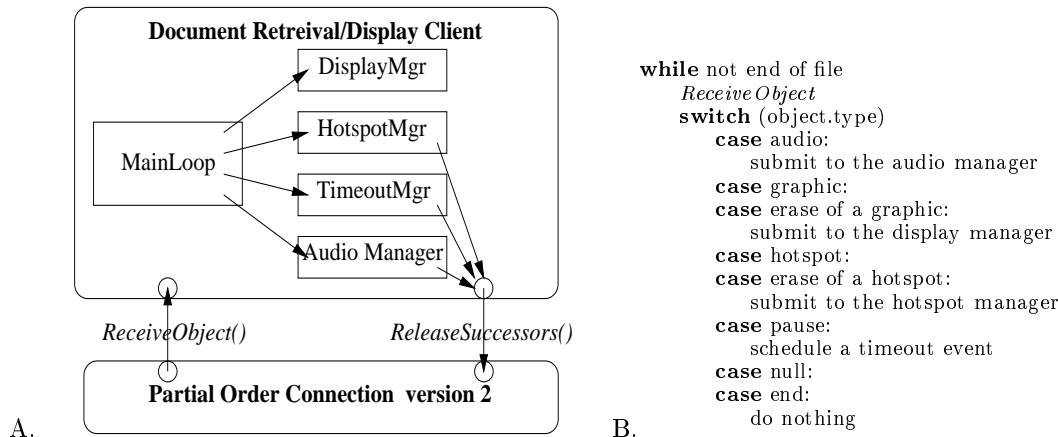 Document Retreival/Display Client
DisplayMgr
HotspotMgr
MainLoop
TimeoutMgr
Audio Manager
ReceiveObject()
ReleaseSuccessors()
Partial Order Connection version 2
A.
while not end of file
ReceiveObject
switch (object.type)
case audio:
submit to the audio manager
case graphic:
case erase of a graphic:
submit to the display manager
case hotspot:
case erase of a hotspot:
submit to the hotspot manager
case pause:
schedule a timeout event
case null:
case end:
do nothing
B.